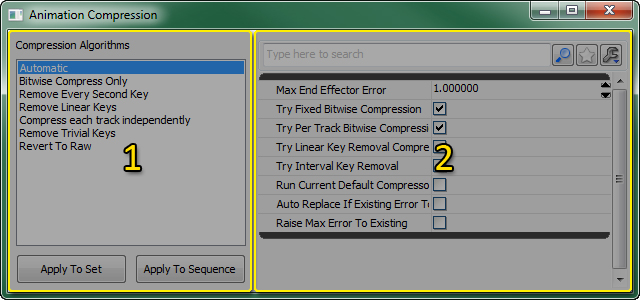 Animation Compression
Compression Algorithms
Automatic
Bitwise Compress Only
Remove Every Second Key
Remove Linear Keys
Compress each track independently
Remove Trivial Keys
Revert To Raw
1
Apply To Set
Apply To Sequence
Type here to search
Max End Effector Error 1.000000
Try Fixed Bitwise Compression
Try Per Track Bitwise Compressi
Try Linear Key Removal Compre
2
Try Interval Key Removal
Run Current Default Compresso
Auto Replace If Existing Error To
Raise Max Error To Existing